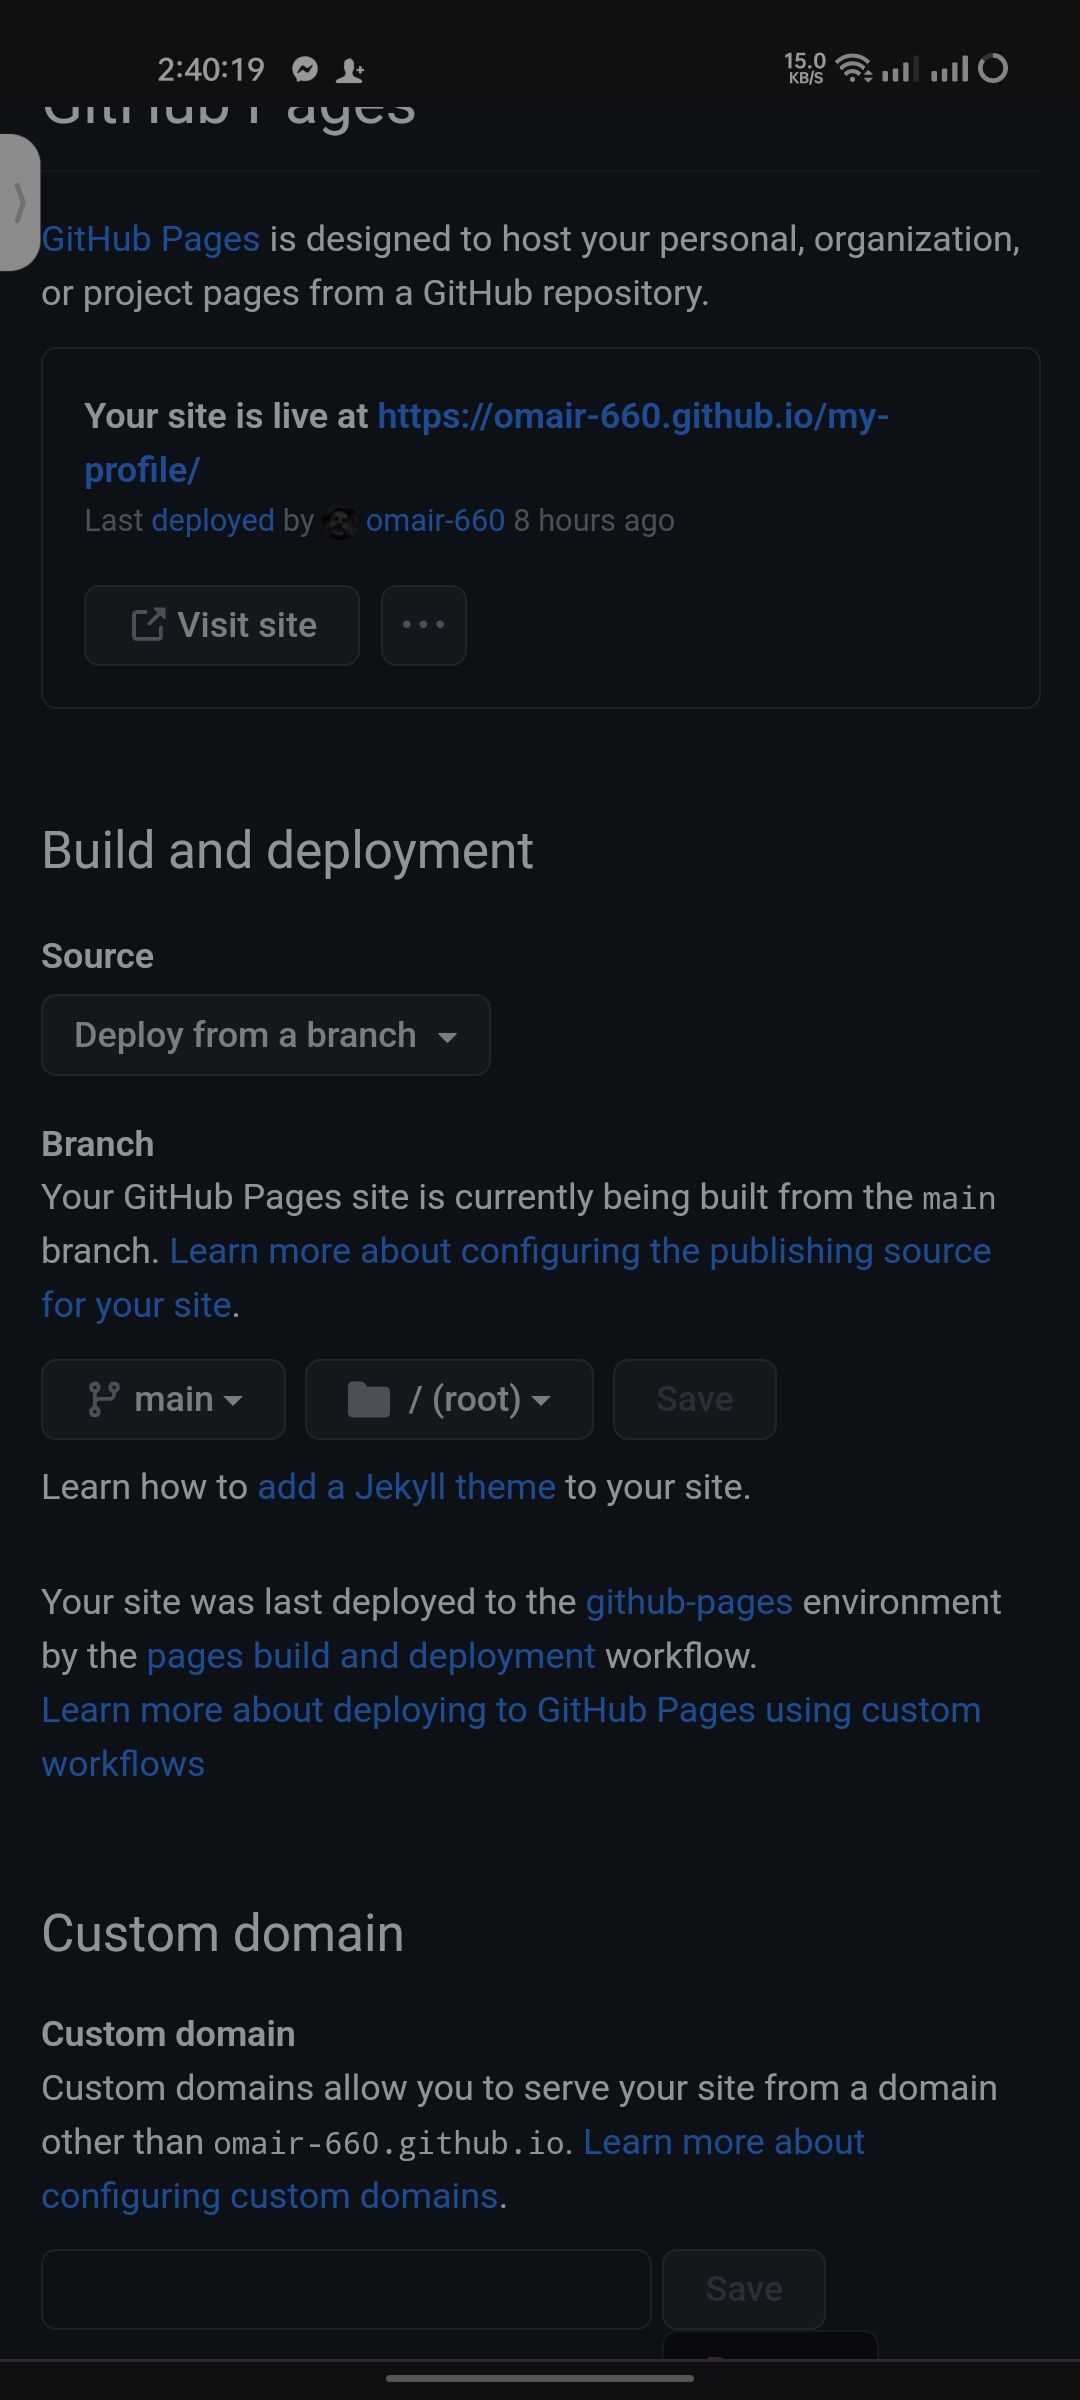 2:40:19
15.0
KB/S
GitHub Pages
GitHub Pages is designed to host your personal, organization,
or project pages from a GitHub repository.
Your site is live at https://omair-660.github.io/my-
profile/
Last deployed by omair-660 8 hours ago
Visit site
Build and deployment
Source
Deploy from a branch
Branch
Your GitHub Pages site is currently being built from the main
branch. Learn more about configuring the publishing source
for your site.
main / (root) Save
Learn how to add a Jekyll theme to your site.
Your site was last deployed to the github-pages environment
by the pages build and deployment workflow.
Learn more about deploying to GitHub Pages using custom
workflows
Custom domain
Custom domain
Custom domains allow you to serve your site from a domain
other than omair-660.github.io. Learn more about
configuring custom domains.
Save